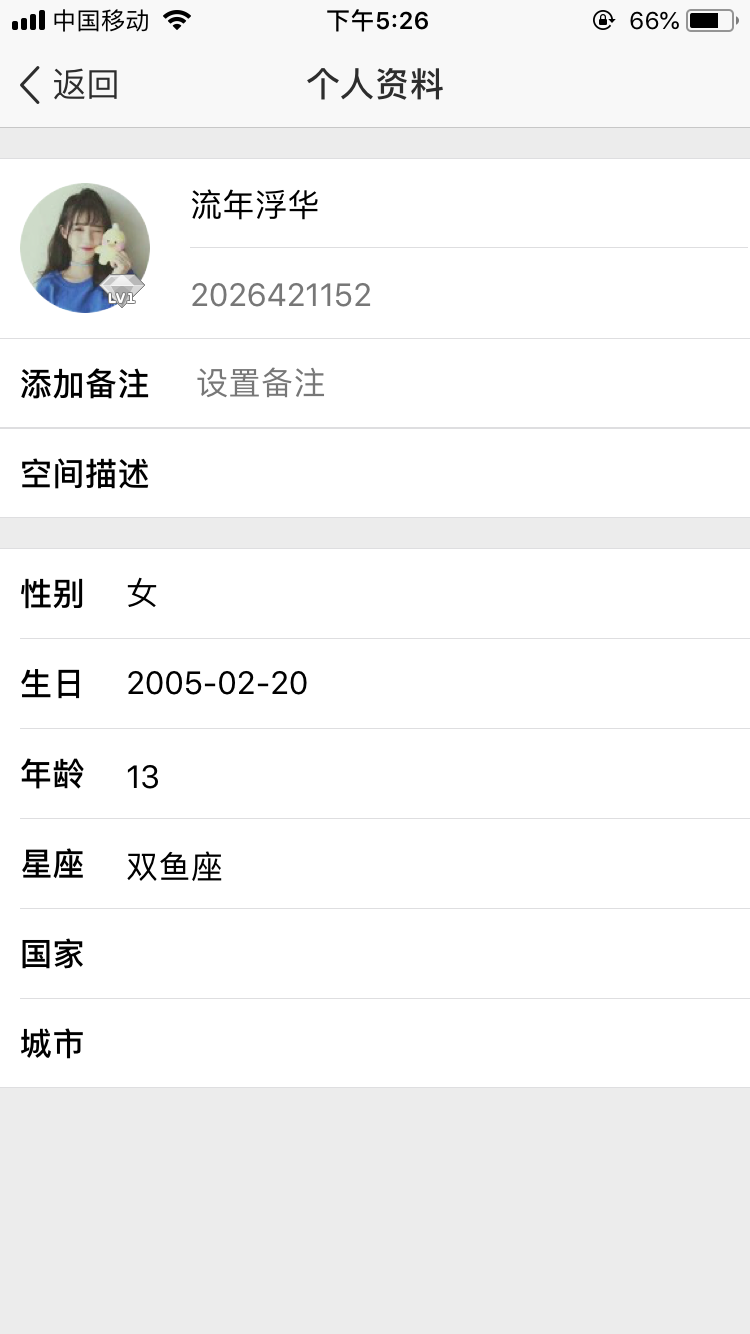 中国移动 下午5:26 66%
返回 个人资料
流年浮华
LV1
2026421152
添加备注 设置备注
空间描述
性别 女
生日 2005-02-20
年龄 13
星座 双鱼座
国家
城市